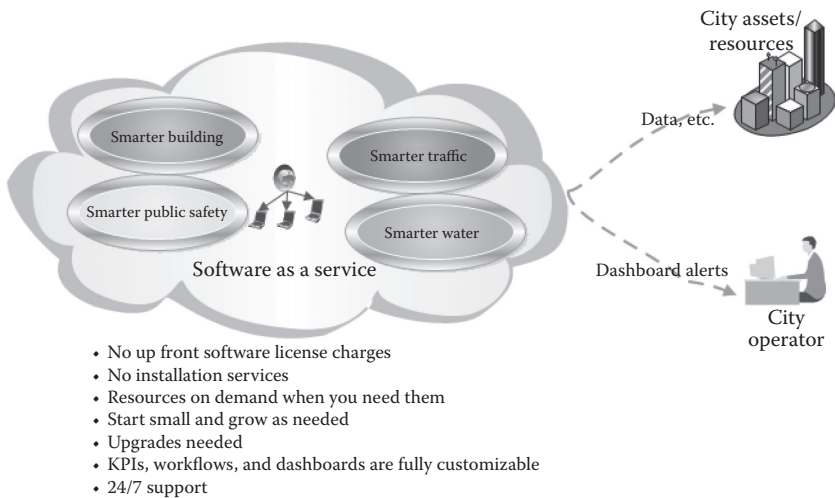 City assets/
resources
Data, etc.
Smarter building
Smarter traffic
Smarter public safety
Smarter water
Software as a service
Dashboard alerts
City
operator
• No up front software license charges
• No installation services
• Resources on demand when you need them
• Start small and grow as needed
• Upgrades needed
• KPIs, workflows, and dashboards are fully customizable
• 24/7 support